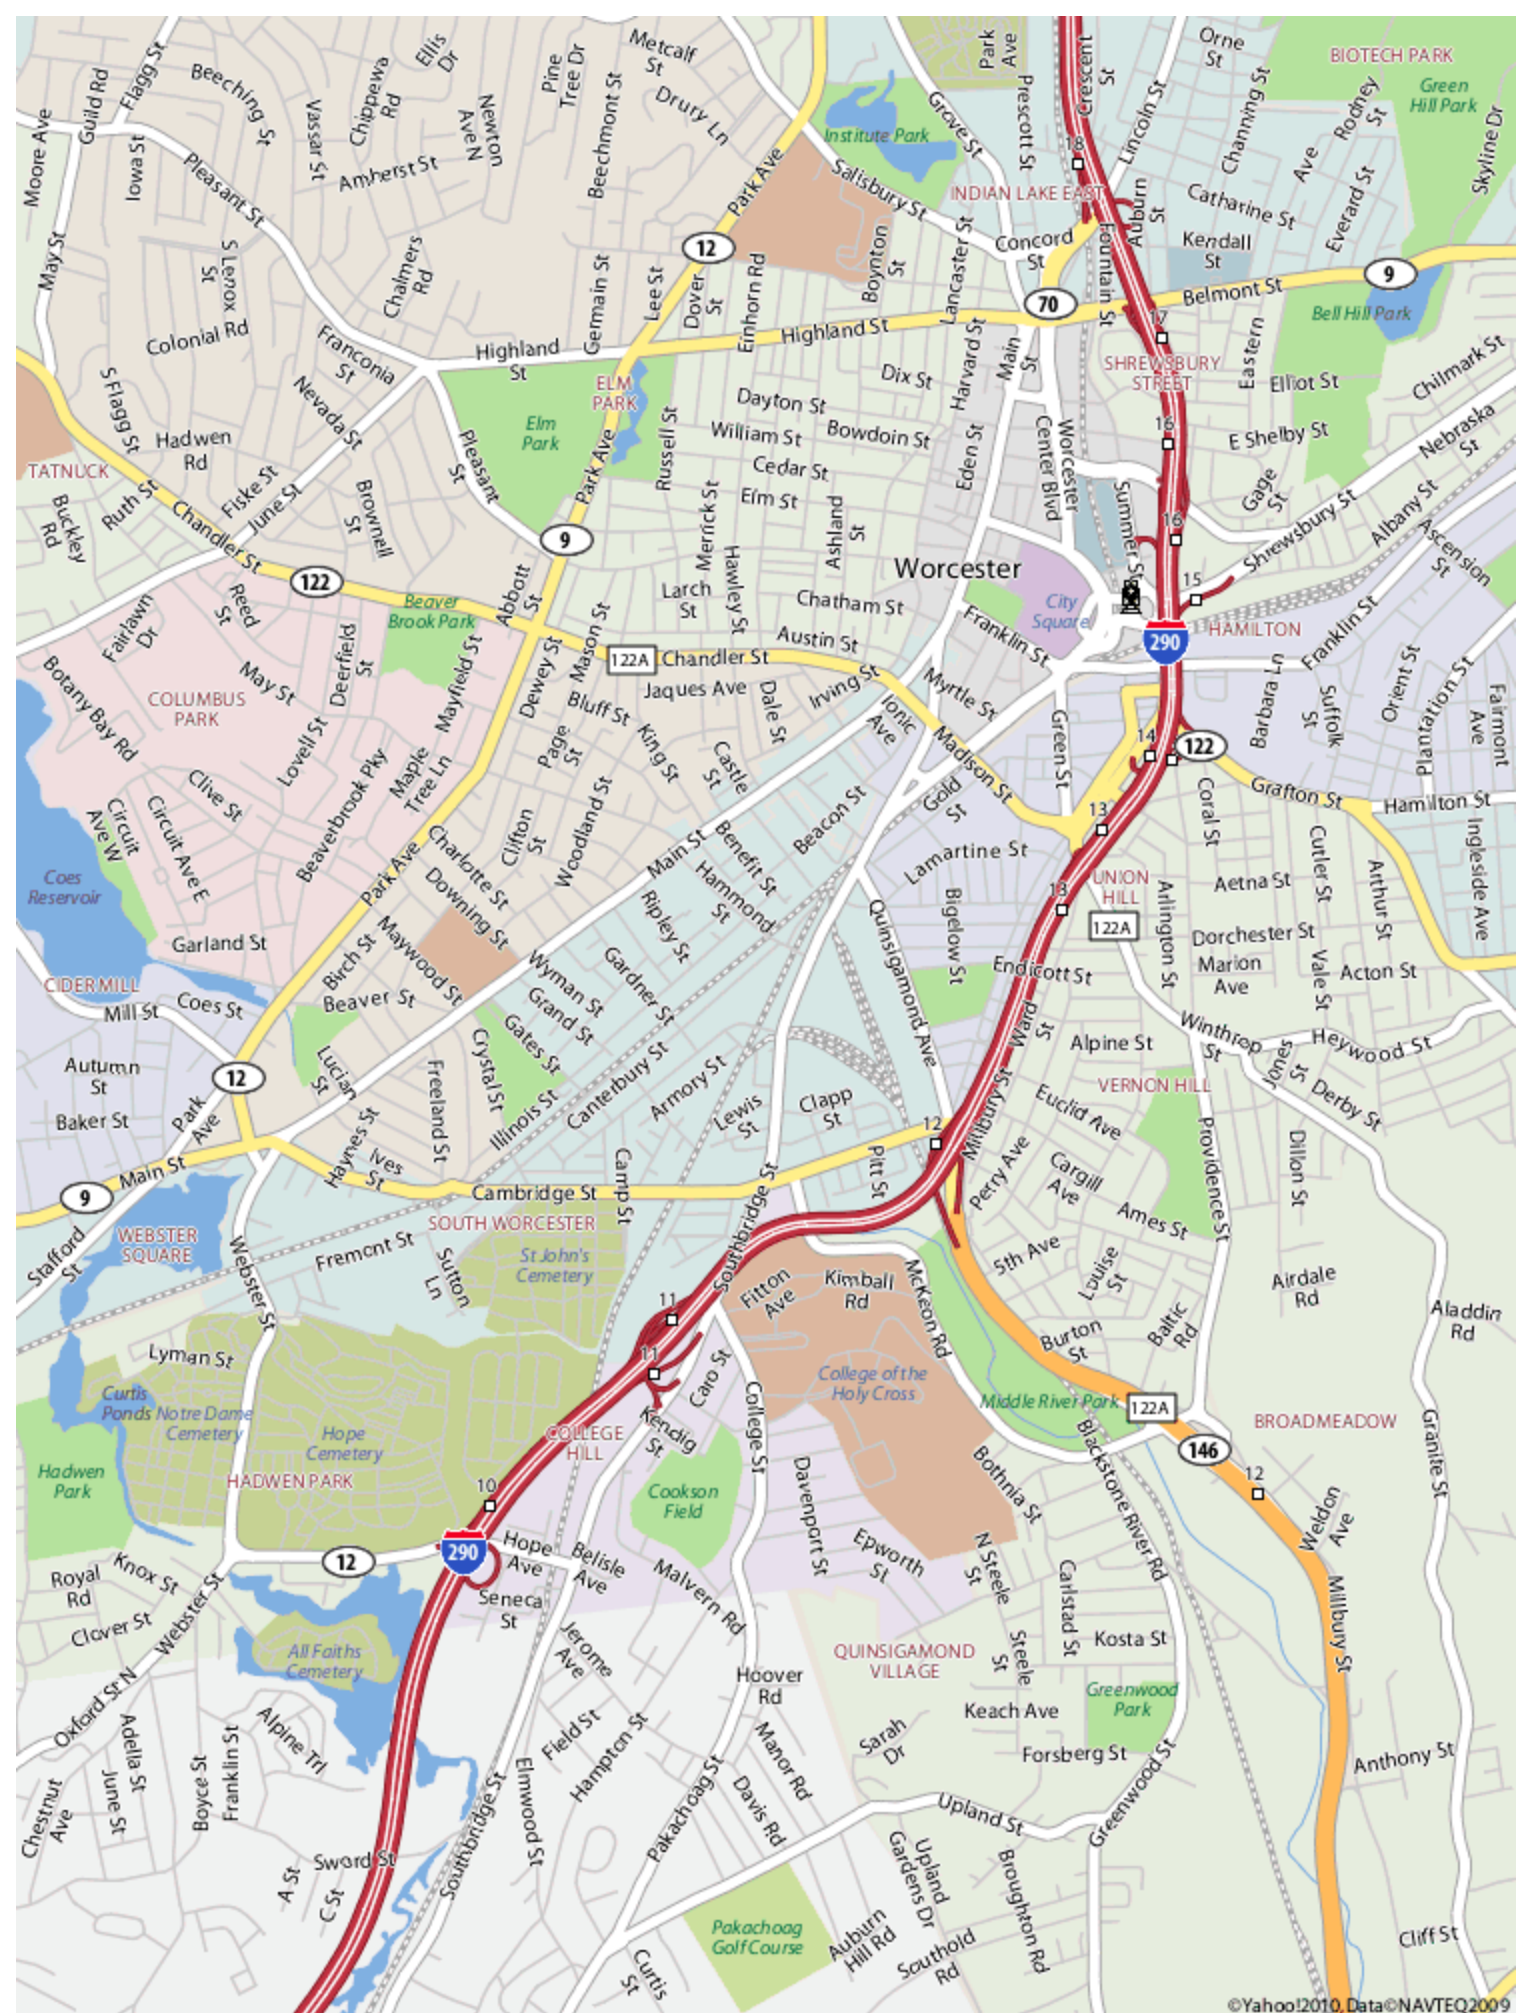 Metcalf
St
Ellis
Dr
Pine
Tree Dr
Park
Ave
Crescent
St
Orne
St
BIOTECH PARK
Flagg St
Guild Rd
Beeching St
Chippewa
Rd
Drury Ln
Green
Hill Park
Moore Ave
Iowa St
Vassar St
Newton
Ave N
Beechmont St
Grove St
Prescott St
Lincoln St
Channing St
Rodney
St
Skyline Dr
Institute Park
18
Pleasant St
Amherst St
Park Ave
Salisbury St
INDIAN LAKE EAST
Auburn
St
Catharine St
Ave
Everard St
May St
S Lenox
St
Chalmers
Rd
12
Boynton
St
Lancaster St
Concord
St
Fountain St
Kendall
St
9
Germain St
Lee St
Dover
St
Einhorn Rd
70
Belmont St
Bell Hill Park
Colonial Rd
Franconia
St
Highland
St
Highland St
17
Main
St
SHREWSBURY
STREET
Eastern
Chilmark St
Harvard St
S Flagg St
Nevada St
ELM
PARK
Dix St
Elliot St
Dayton St
Elm
Park
William St
Bowdoin St
16
E Shelby St
Nebraska
St
Hadwen
Rd
Pleasant
St
Russell St
Worcester
Center Blvd
TATNUCK
Eden St
Cedar St
Elm St
Park Ave
Fiske St
June St
Ruth St
Buckley
Rd
Brownell
St
Merrick St
Ashland
St
Summer St
Gage
St
Chandler St
9
16
Shrewsbury St
Albany St
Ascension
St
Hawley St
Worcester
122
Abbott
St
Larch
St
Chatham St
15
City
Square
Beaver
Brook Park
Reed
St
Fairlawn
Dr
Mason St
Austin St
Franklin St
290
HAMILTON
Franklin St
Deerfield
St
Mayfield St
Dewey St
122A
Chandler St
Botany Bay Rd
May St
Jaques Ave
Irving St
Myrtle St
COLUMBUS
PARK
Bluff St
Dale St
Ionic
Ave
Green St
Barbara Ln
Suffolk
St
Orient St
Plantation St
Fairmont
Ave
Lovell St
Page
St
King St
Castle
St
Madison St
14
122
Maple
Tree Ln
Clive St
Beaverbrook Pky
Circuit
Ave W
Circuit Ave E
Clifton
St
Woodland St
Beacon St
Gold
St
13
Coral St
Grafton St
Hamilton St
Charlotte St
Main St
Benefit St
Lamartine St
Park Ave
Coes
Reservoir
Downing St
Hammond
St
Ripley St
13
UNION
HILL
Aetna St
Cutler St
Arthur St
Ingleside Ave
Quinsigamond Ave
Bigelow St
122A
Arlington St
Garland St
Birch St
Maywood St
Dorchester St
Marion
Ave
Vale St
Acton St
CIDER MILL
Mill St
Coes St
Beaver St
Wyman St
Gardner St
Grand St
Endicott St
Ward
St
Winthrop
St
Heywood St
Autumn
St
12
Lucian
St
Gates St
Crystal St
Freeland St
Canterbury St
Armory St
Alpine St
Jones
St
VERNON HILL
Baker St
Park
Ave
Illinois St
Lewis
St
Clapp
St
12
Millbury St
Euclid Ave
Derby St
Haynes St
Ives
St
Camp St
Pitt St
Perry Ave
Cargill
Ave
Providence St
Dillon St
Main St
9
Cambridge St
SOUTH WORCESTER
Ames St
WEBSTER
SQUARE
Stafford
St
Webster St
Fremont St
Sutton
Ln
St John's
Cemetery
Southbridge St
5th Ave
Louise
St
Fitton
Ave
Kimball
Rd
McKeon Rd
Airdale
Rd
Aladdin
Rd
11
Burton
St
Baltic
Rd
Lyman St
11
Caro St
College of the
Holy Cross
Curtis
Ponds
Notre Dame
Cemetery
Middle River Park
122A
Hope
Cemetery
Kendig
St.
COLLEGE
HILL
College St
BROADMEADOW
146
Hadwen
Park
HADWEN PARK
Cookson
Field
Davenport St
Bothnia St
Blackstone River Rd
Granite St
10
12
Weldon
Ave
290
Hope
Ave
Belisle
Ave
Epworth
St
12
Knox St
Royal
Rd
Malvern Rd
N Steele
St
Carlstad St
Millbury St
Seneca
St
Clover St
Webster St
All Faiths
Cemetery
Jerome
Ave
Kosta St
QUINSIGAMOND
VILLAGE
Steele
St
Oxford St N
Hoover
Rd
Greenwood
Park
Keach Ave
Adella St
Alpine Trl
Field St
Hampton St
Manor Rd
Sarah
Dr
Forsberg St
Anthony St
Franklin St
Boyce St
June St
Chestnut
Ave
Elmwood St
Southbridge St
Pakachoag St
Davis Rd
Upland St
Greenwood St
Sword St
A St
C St
Upland
Gardens Dr
Broughton Rd
Pakachoag
Golf Course
Auburn
Hill Rd
Southold
Rd
Cliff St
Curtis
St
©Yahoo!2010, Data©NAVTEQ2009